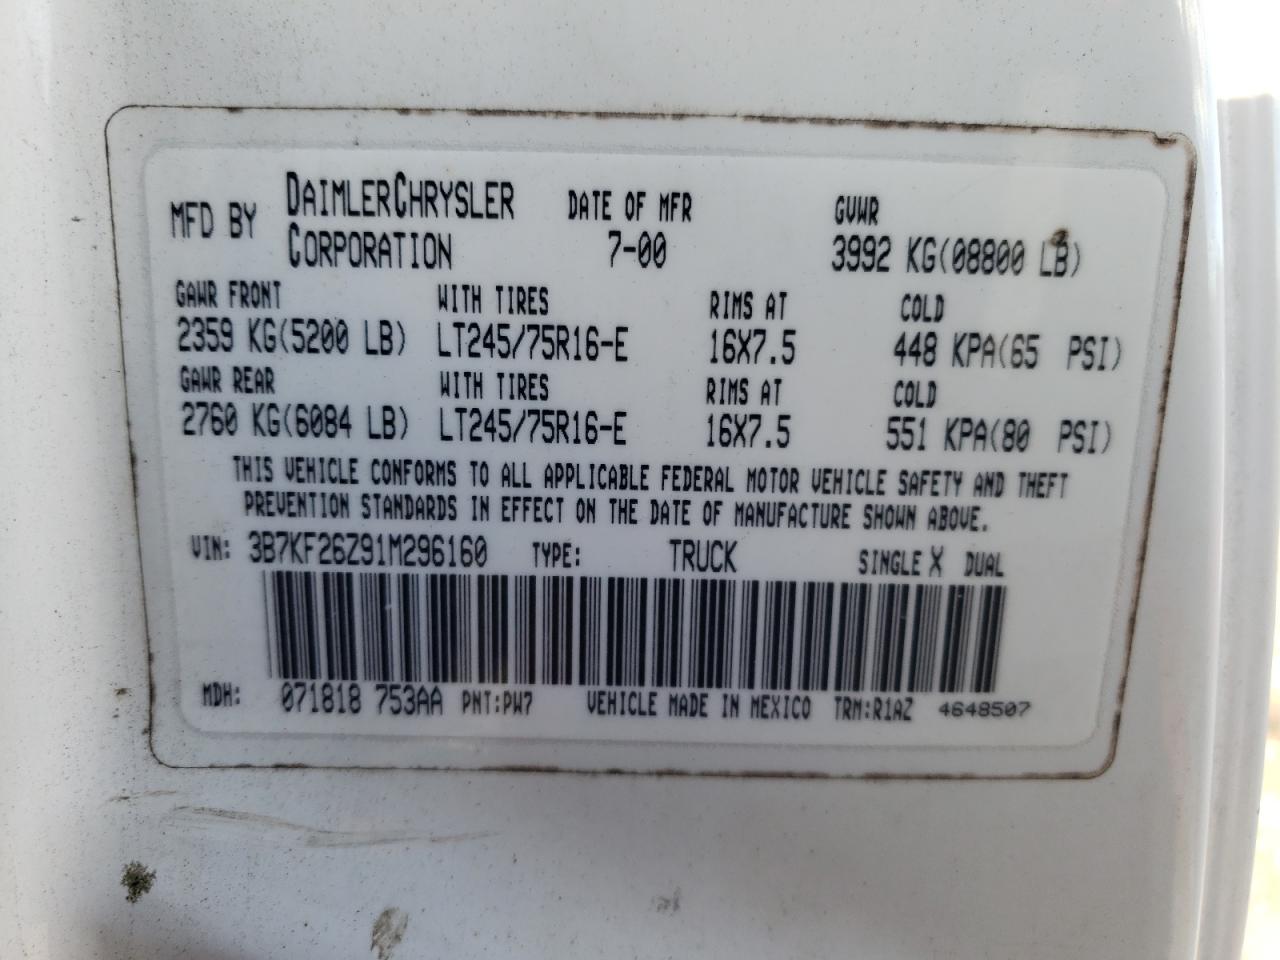 MFD BY DAIMLERCHRYSLER CORPORATION DATE OF MFR 7-00 GVWR 3992 KG(08800 LB)
GAWR FRONT WITH TIRES RIMS AT COLD
2359 KG(5200 LB) LT245/75R16-E 16X7.5 448 KPA(65 PSI)
GAWR REAR WITH TIRES RIMS AT COLD
2760 KG(6084 LB) LT245/75R16-E 16X7.5 551 KPA(80 PSI)
THIS VEHICLE CONFORMS TO ALL APPLICABLE FEDERAL MOTOR VEHICLE SAFETY AND THEFT
PREVENTION STANDARDS IN EFFECT ON THE DATE OF MANUFACTURE SHOWN ABOVE.
VIN: 3B7KF26Z91M296160 TYPE: TRUCK SINGLE X DUAL
MDH: 071818 753AA PNT:PW7 VEHICLE MADE IN MEXICO TRM:R1AZ 4648507